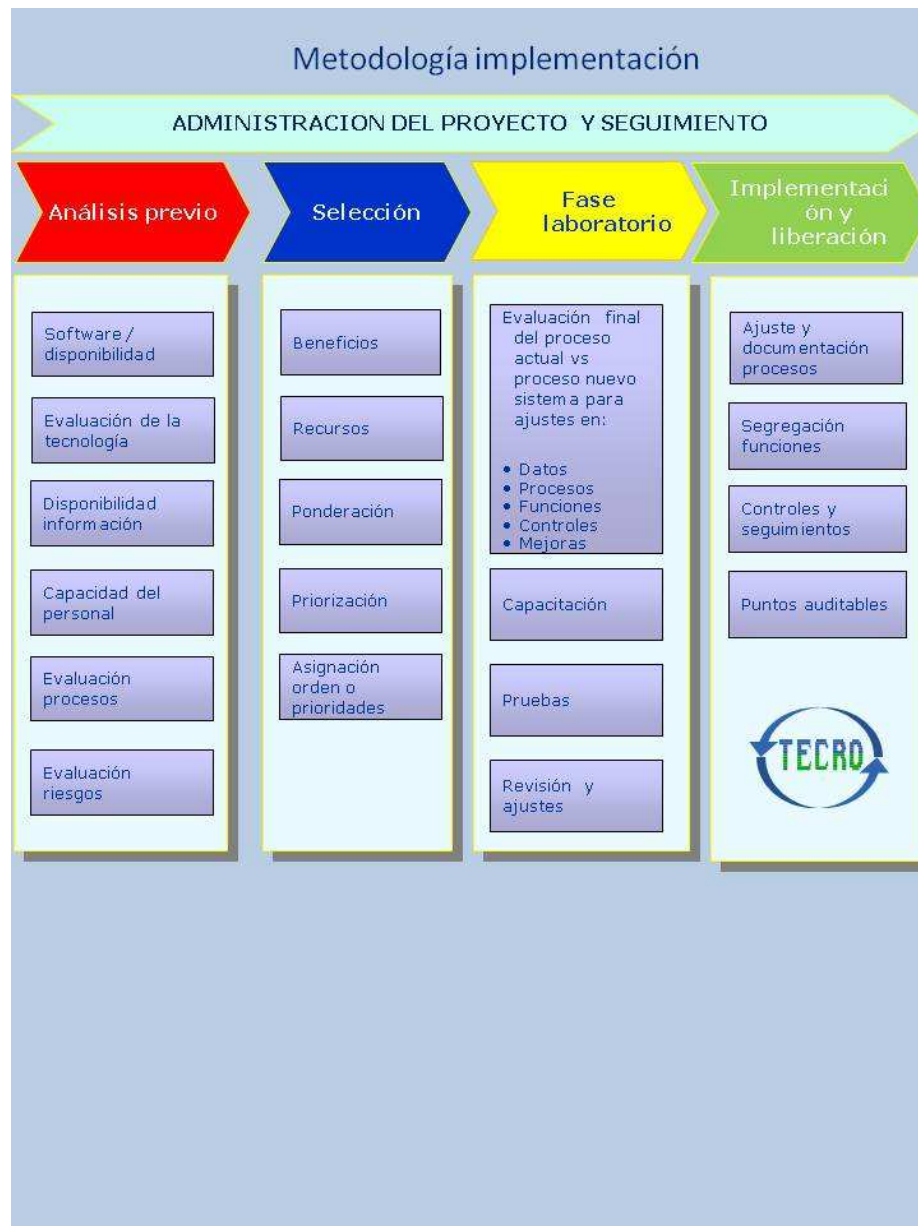 Metodología implementación
ADMINISTRACION DEL PROYECTO Y SEGUIMIENTO
Análisis previo
Selección
Fase
laboratorio
Implementaci
ón y
liberación
Software /
disponibilidad
Evaluación de la
tecnología
Disponibilidad
información
Capacidad del
personal
Evaluación
procesos
Evaluación
riesgos
Beneficios
Recursos
Ponderación
Priorización
Asignación
orden o
prioridades
Evaluación final
del proceso
actual vs
proceso nuevo
sistema para
ajustes en:
• Datos
• Procesos
• Funciones
• Controles
• Mejoras
Capacitación
Pruebas
Revisión y
ajustes
Ajuste y
documentación
procesos
Segregación
funciones
Controles y
seguimientos
Puntos auditables
TECRO